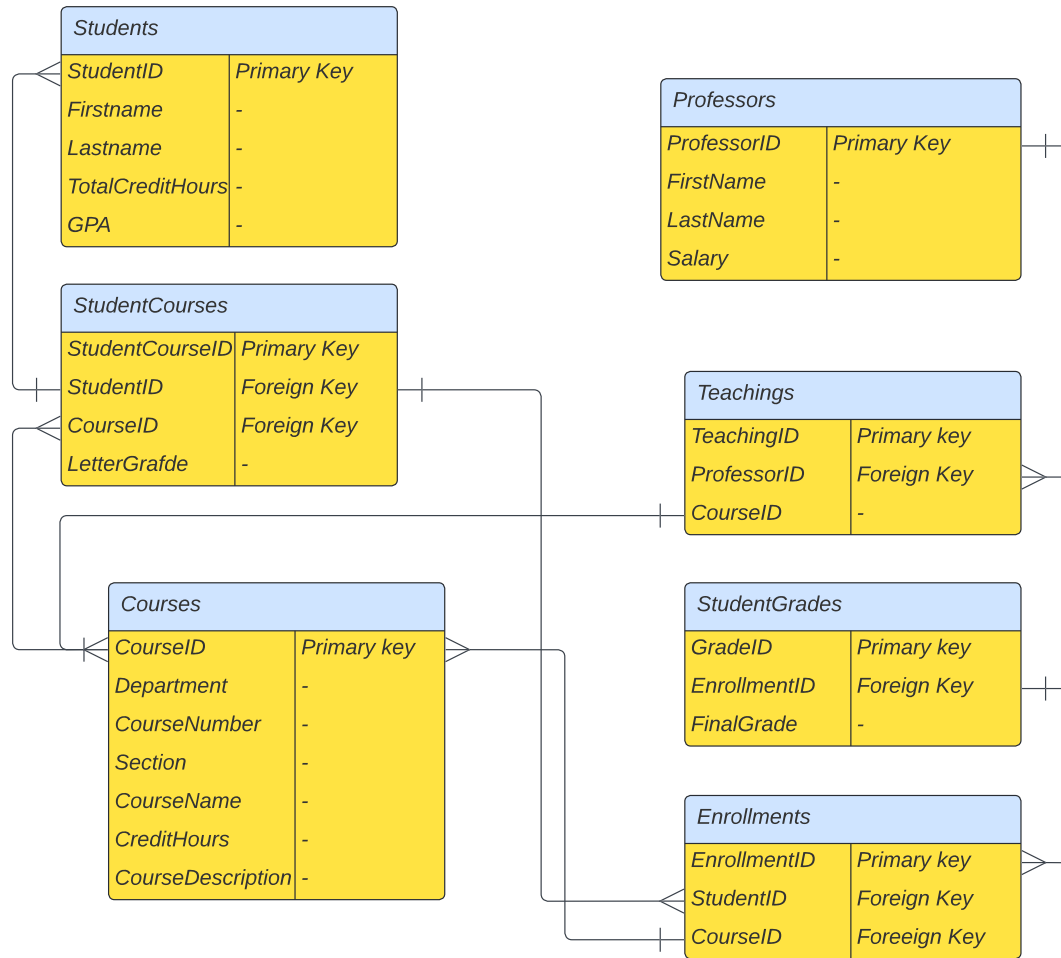 Students
StudentID Primary Key
Firstname -
Lastname -
TotalCreditHours -
GPA -
Professors
ProfessorID Primary Key
FirstName -
LastName -
Salary -
StudentCourses
StudentCourseID Primary Key
StudentID Foreign Key
CourseID Foreign Key
LetterGrafde -
Teachings
TeachingID Primary key
ProfessorID Foreign Key
CourseID -
Courses
CourseID Primary key
Department -
CourseNumber -
Section -
CourseName -
CreditHours -
CourseDescription -
StudentGrades
GradeID Primary key
EnrollmentID Foreign Key
FinalGrade -
Enrollments
EnrollmentID Primary key
StudentID Foreign Key
CourseID Foreeign Key